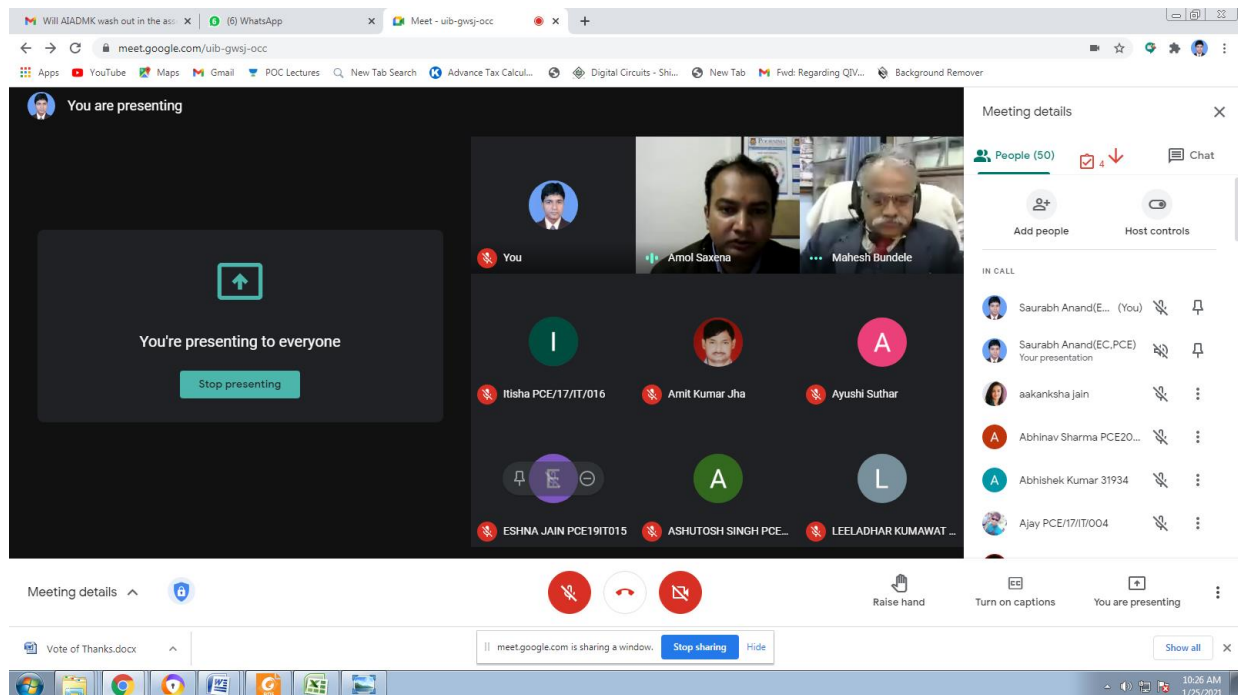 Will AIADMK wash out in the ass
(6) WhatsApp
Meet - uib-gwsj-occ
meet.google.com/uib-gwsj-occ
Apps YouTube Maps Gmail POC Lectures New Tab Search Advance Tax Calcul... Digital Circuits - Shi... New Tab Fwd: Regarding QIV... Background Remover
You are presenting
You're presenting to everyone
Stop presenting
You
Amol Saxena
Mahesh Bundele
Itisha PCE/17/IT/016
Amit Kumar Jha
Ayushi Suthar
ESHNA JAIN PCE19IT015
ASHUTOSH SINGH PCE...
LEELADHAR KUMAWAT ...
Meeting details
People (50)
4
Chat
Add people
Host controls
IN CALL
Saurabh Anand(E... (You)
Saurabh Anand(EC,PCE)
Your presentation
aakanksha jain
Abhinav Sharma PCE20...
Abhishek Kumar 31934
Ajay PCE/17/IT/004
Meeting details
Raise hand
Turn on captions
You are presenting
Vote of Thanks.docx
meet.google.com is sharing a window. Stop sharing Hide
Show all
10:26 AM
1/25/2021